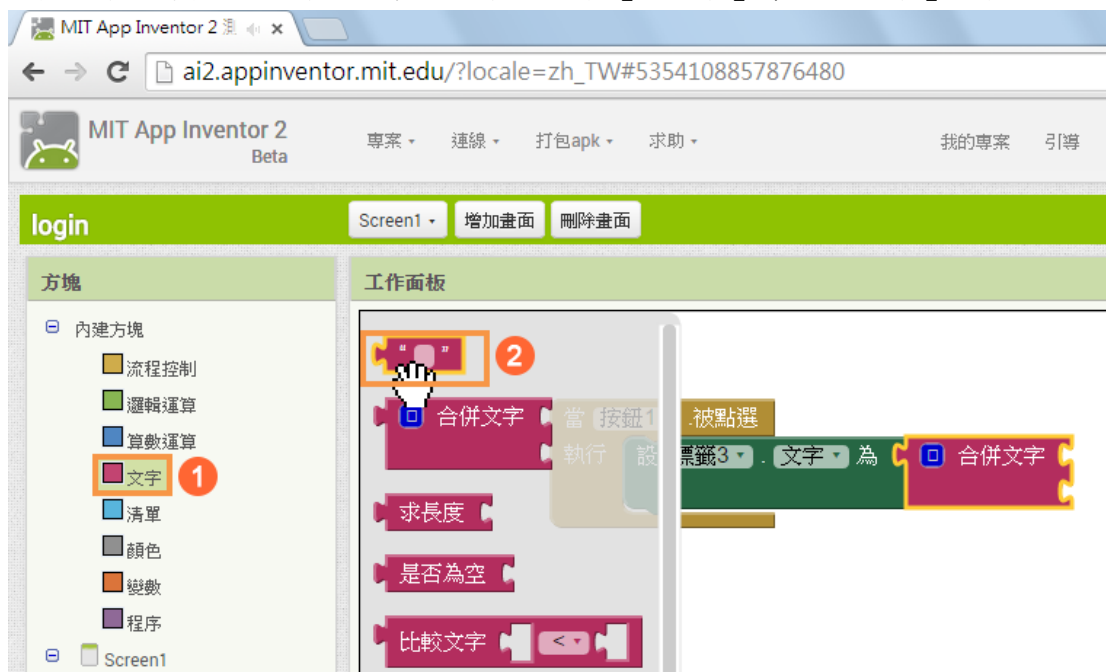 MIT App Inventor 2 測
ai2.appinventor.mit.edu/?locale=zh_TW#5354108857876480
MIT App Inventor 2
Beta
專案 連線 打包apk 求助 我的專案 引導
login
Screen1 增加畫面 刪除畫面
方塊
工作面板
內建方塊
流程控制
邏輯運算
算數運算
文字
1
清單
顏色
變數
程序
Screen1
“ ” 2
合併文字
當 按鈕1 .被點選
執行 設 標籤3 . 文字 為 合併文字
求長度
是否為空
比較文字 <